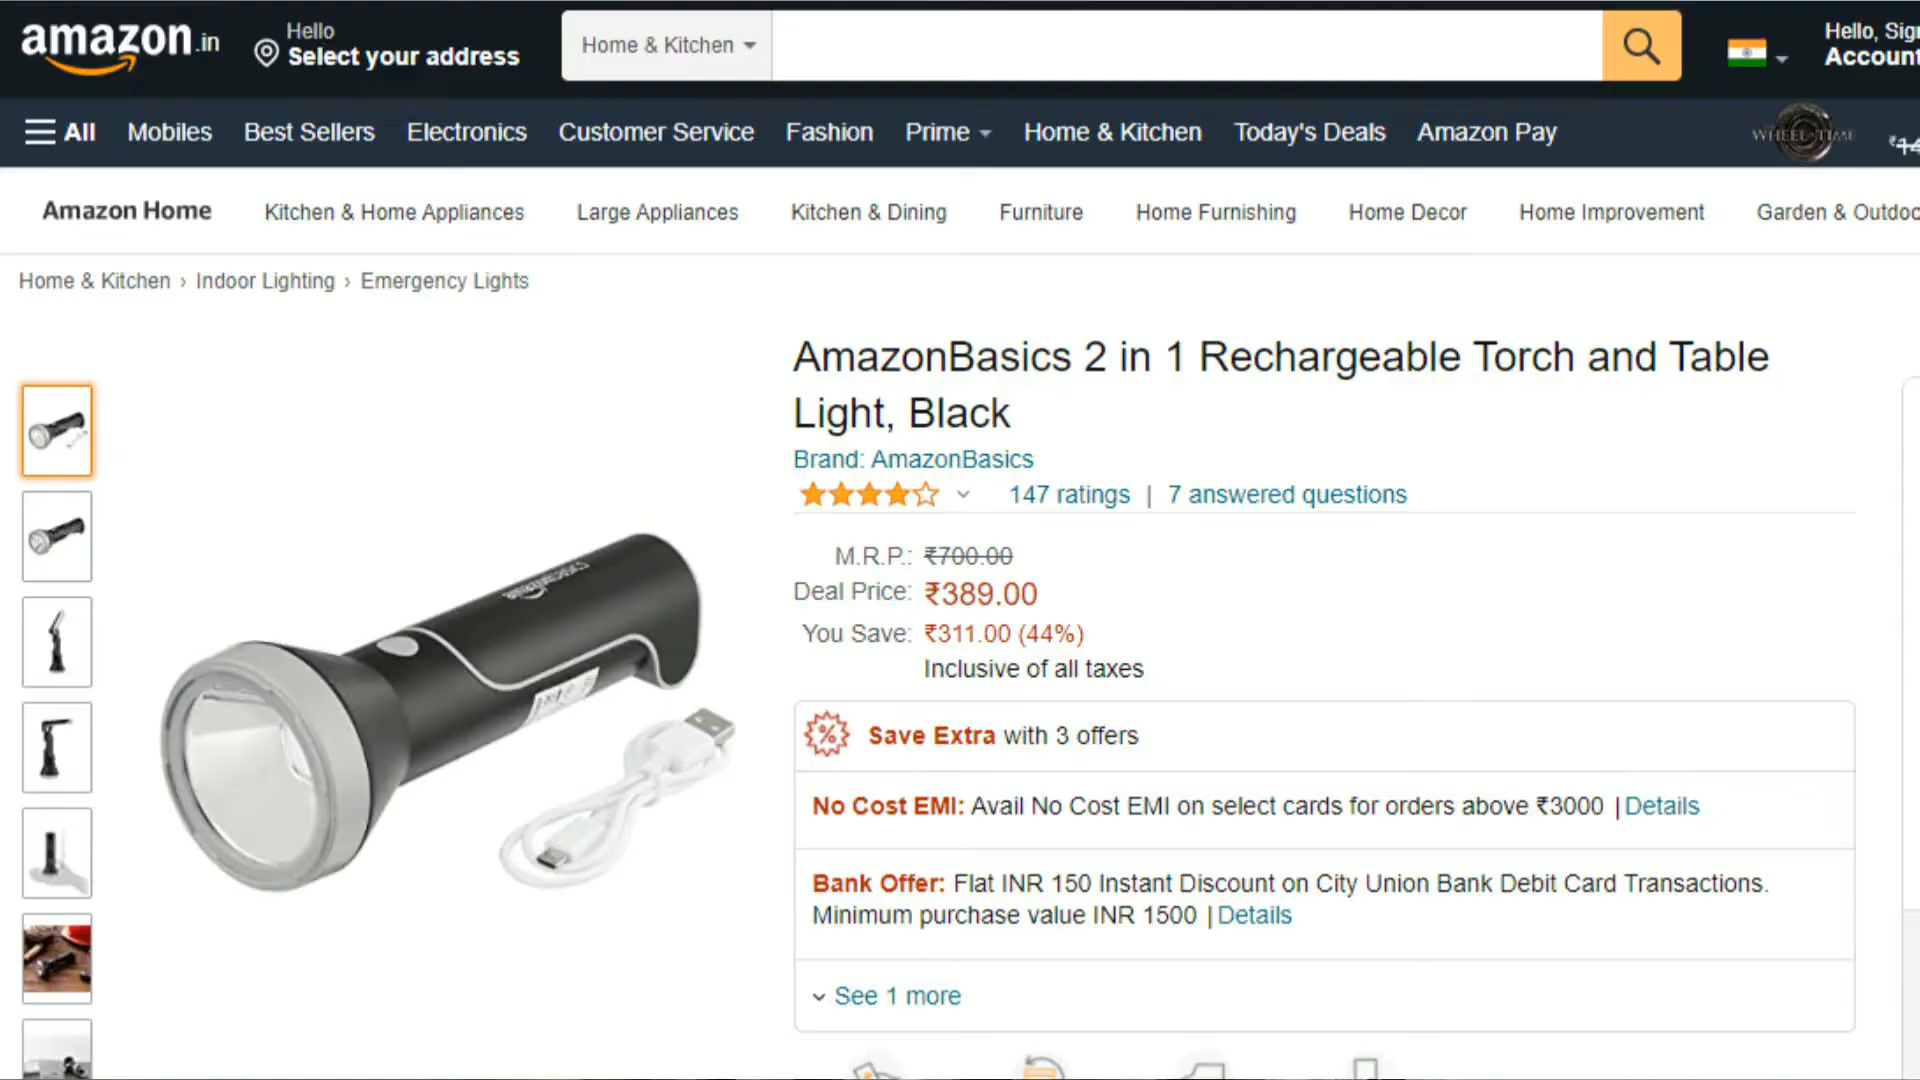 amazon.in
Hello
Select your address
Home & Kitchen
Hello, Sign
Account
All Mobiles Best Sellers Electronics Customer Service Fashion Prime Home & Kitchen Today's Deals Amazon Pay
WHEEL TIME
Amazon Home Kitchen & Home Appliances Large Appliances Kitchen & Dining Furniture Home Furnishing Home Decor Home Improvement Garden & Outdoo
Home & Kitchen › Indoor Lighting › Emergency Lights
AmazonBasics 2 in 1 Rechargeable Torch and Table
Light, Black
Brand: AmazonBasics
147 ratings | 7 answered questions
M.R.P.: ₹700.00
Deal Price: ₹389.00
You Save: ₹311.00 (44%)
Inclusive of all taxes
% Save Extra with 3 offers
No Cost EMI: Avail No Cost EMI on select cards for orders above ₹3000 | Details
Bank Offer: Flat INR 150 Instant Discount on City Union Bank Debit Card Transactions.
Minimum purchase value INR 1500 | Details
See 1 more